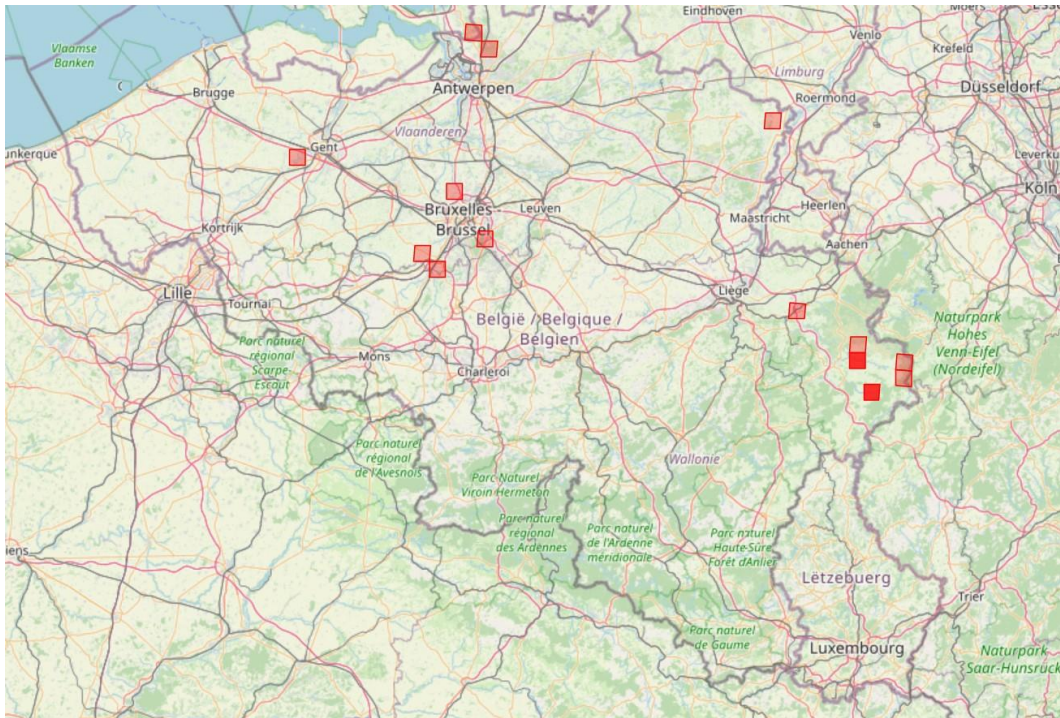 Eindhoven
Moers
Vlaamse
Banken
Venlo
Krefeld
Limburg
Düsseldorf
Brugge
Antwerpen
Roermond
Vlaanderen
unkerque
Gent
Leverku
Köln
Bruxelles -
Brussel
Leuven
Maastricht
Heerlen
Kortrijk
Aachen
Lille
Tournai
Liège
België / Belgique /
Belgien
Naturpark
Hohes
Venn-Eifel
(Nordeifel)
Parc naturel
régional
Scarpe-
Escaut
Mons
Charleroi
Parc naturel
régional
de l'Avesnois
Wallonie
Parc Naturel
Viroin Hermeton
Parc naturel
régional
des Ardennes
Parc naturel
de l'Ardenne
méridionale
Parc naturel
Haute-Sûre
Forêt d'Anlier
iens
Lëtzebuerg
Trier
Parc naturel
de Gaume
Luxembourg
Naturpark
Saar-Hunsrück